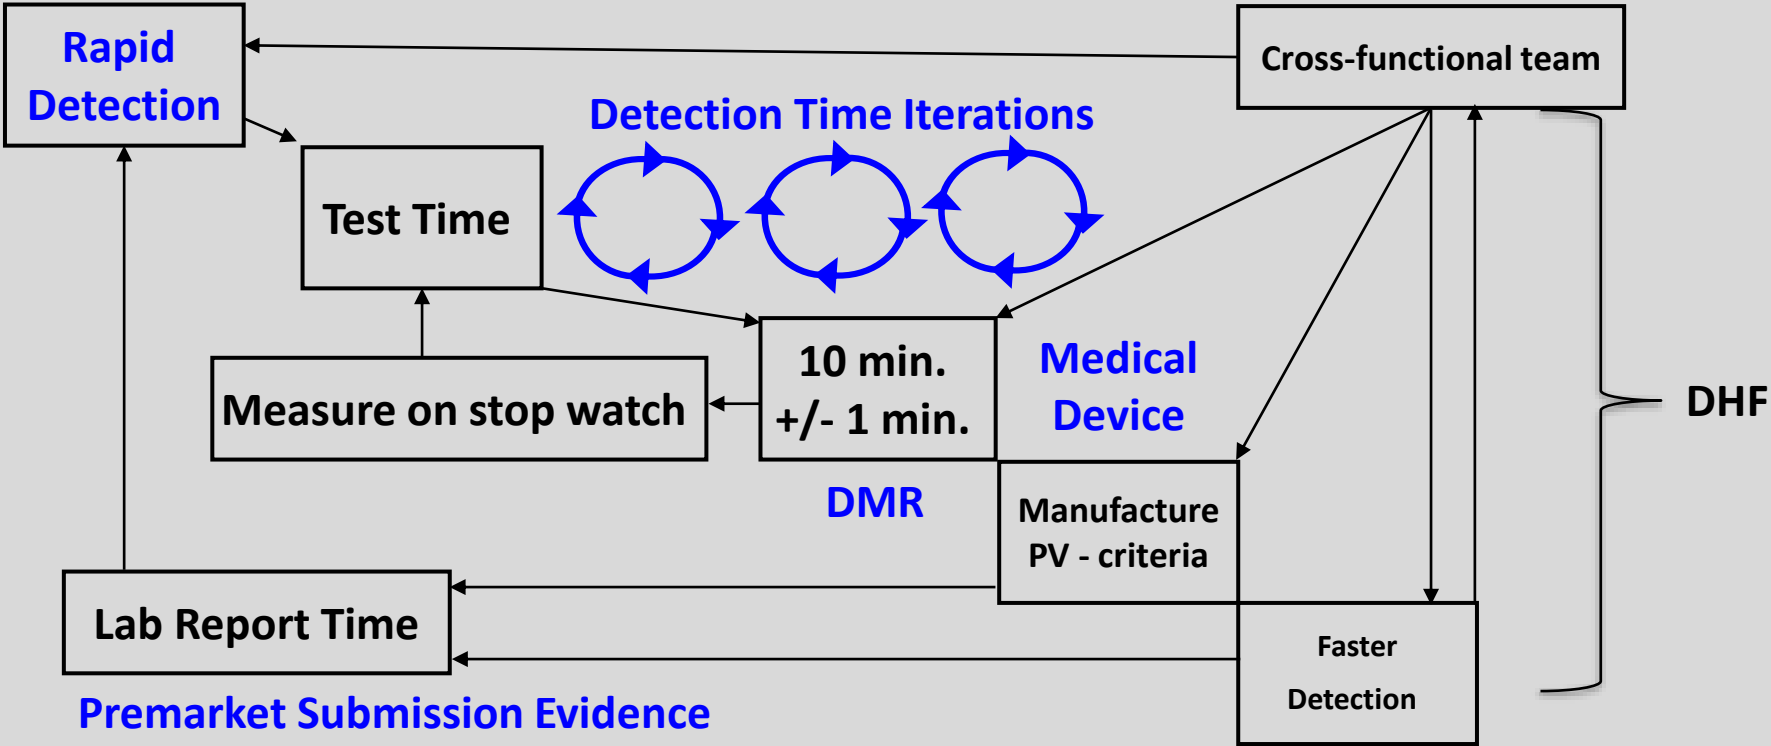 Rapid
Detection
Cross-functional team
Detection Time Iterations
Test Time
10 min.
+/- 1 min.
Medical
Device
Measure on stop watch
DHF
DMR
Manufacture
PV - criteria
Lab Report Time
Faster
Detection
Premarket Submission Evidence